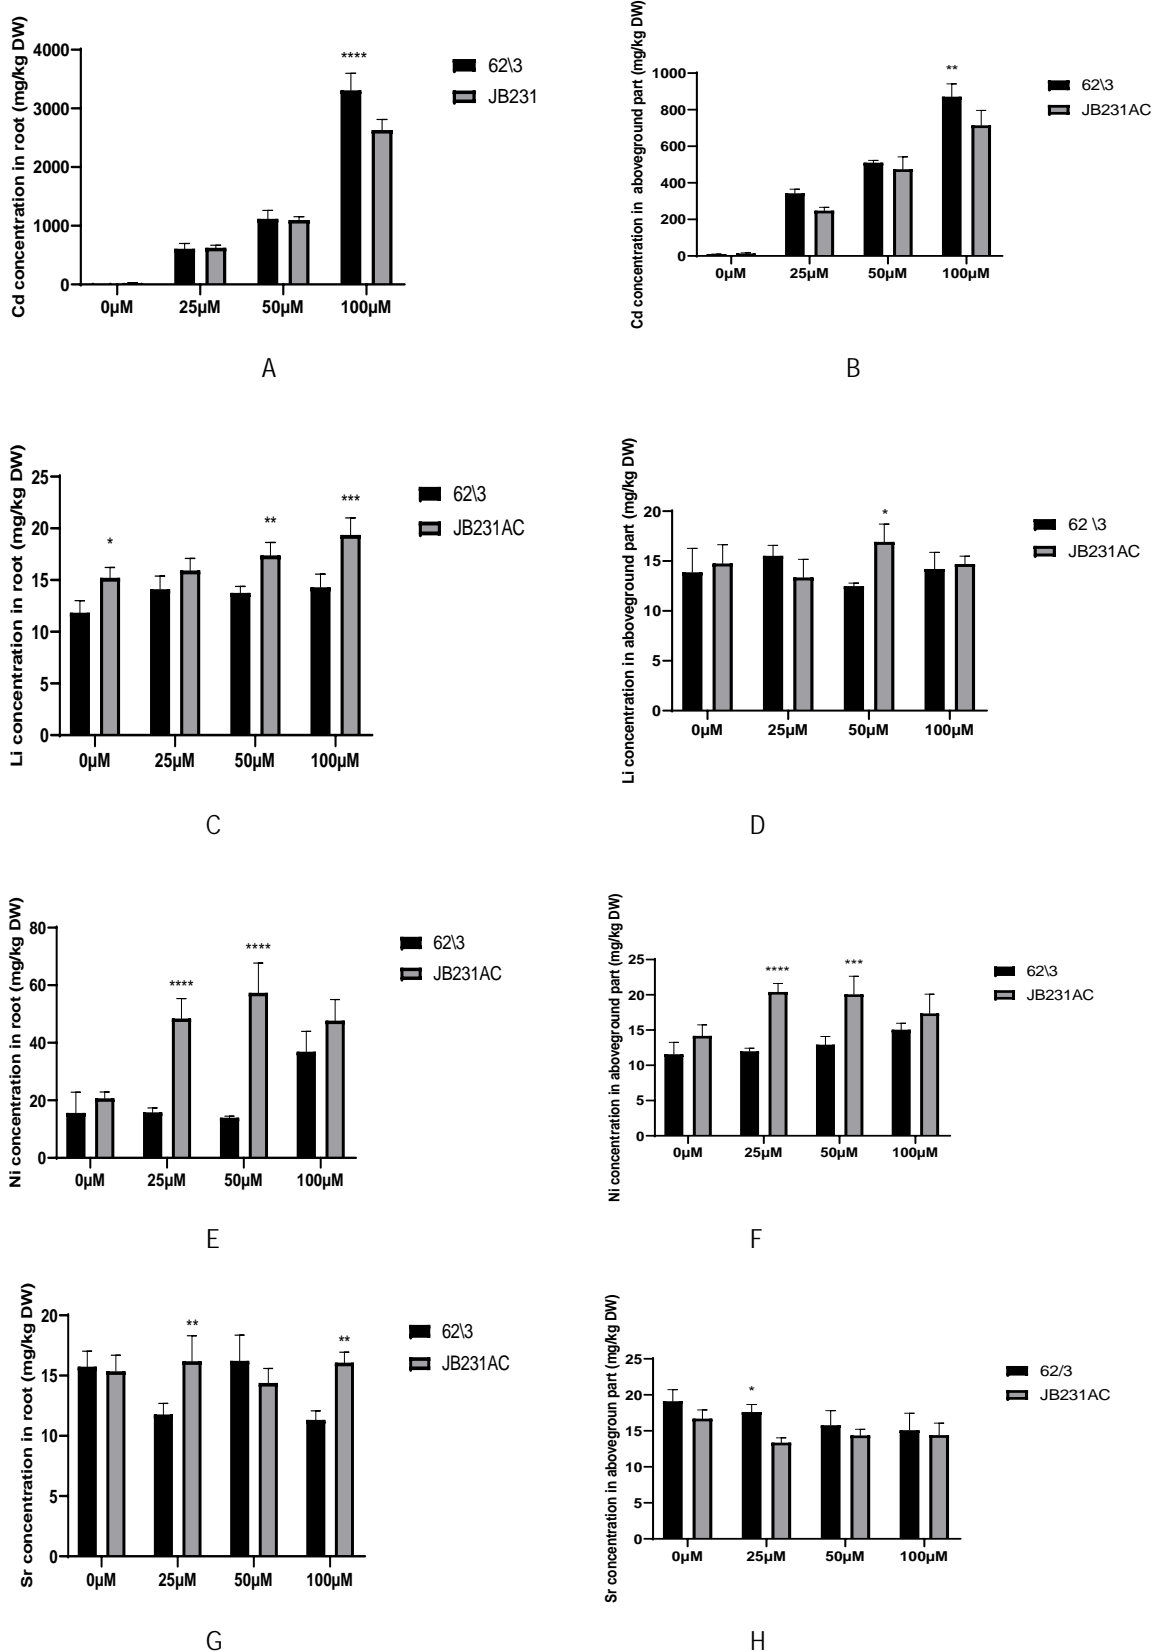 Cd concentration in root (mg/kg DW)
4000
3000
2000
1000
0
****
0µM 25µM 50µM 100µM
62\3
JB231
A
Cd concentration in aboveground part (mg/kg DW)
1000
800
600
400
200
0
**
0µM 25µM 50µM 100µM
62\3
JB231AC
B
Li concentration in root (mg/kg DW)
25
20
15
10
5
0
* ** ***
0µM 25µM 50µM 100µM
62\3
JB231AC
C
Li concentration in aboveground part (mg/kg DW)
20
15
10
5
0
*
0µM 25µM 50µM 100µM
62 \3
JB231AC
D
Ni concentration in root (mg/kg DW)
80
60
40
20
0
**** ****
0µM 25µM 50µM 100µM
62\3
JB231AC
E
Ni concentration in aboveground part (mg/kg DW)
25
20
15
10
5
0
**** ***
0µM 25µM 50µM 100µM
62\3
JB231AC
F
Sr concentration in root (mg/kg DW)
20
15
10
5
0
** **
0µM 25µM 50µM 100µM
62\3
JB231AC
G
Sr concentration in abovegroun part (mg/kg DW)
25
20
15
10
5
0
*
0µM 25µM 50µM 100µM
62/3
JB231AC
H